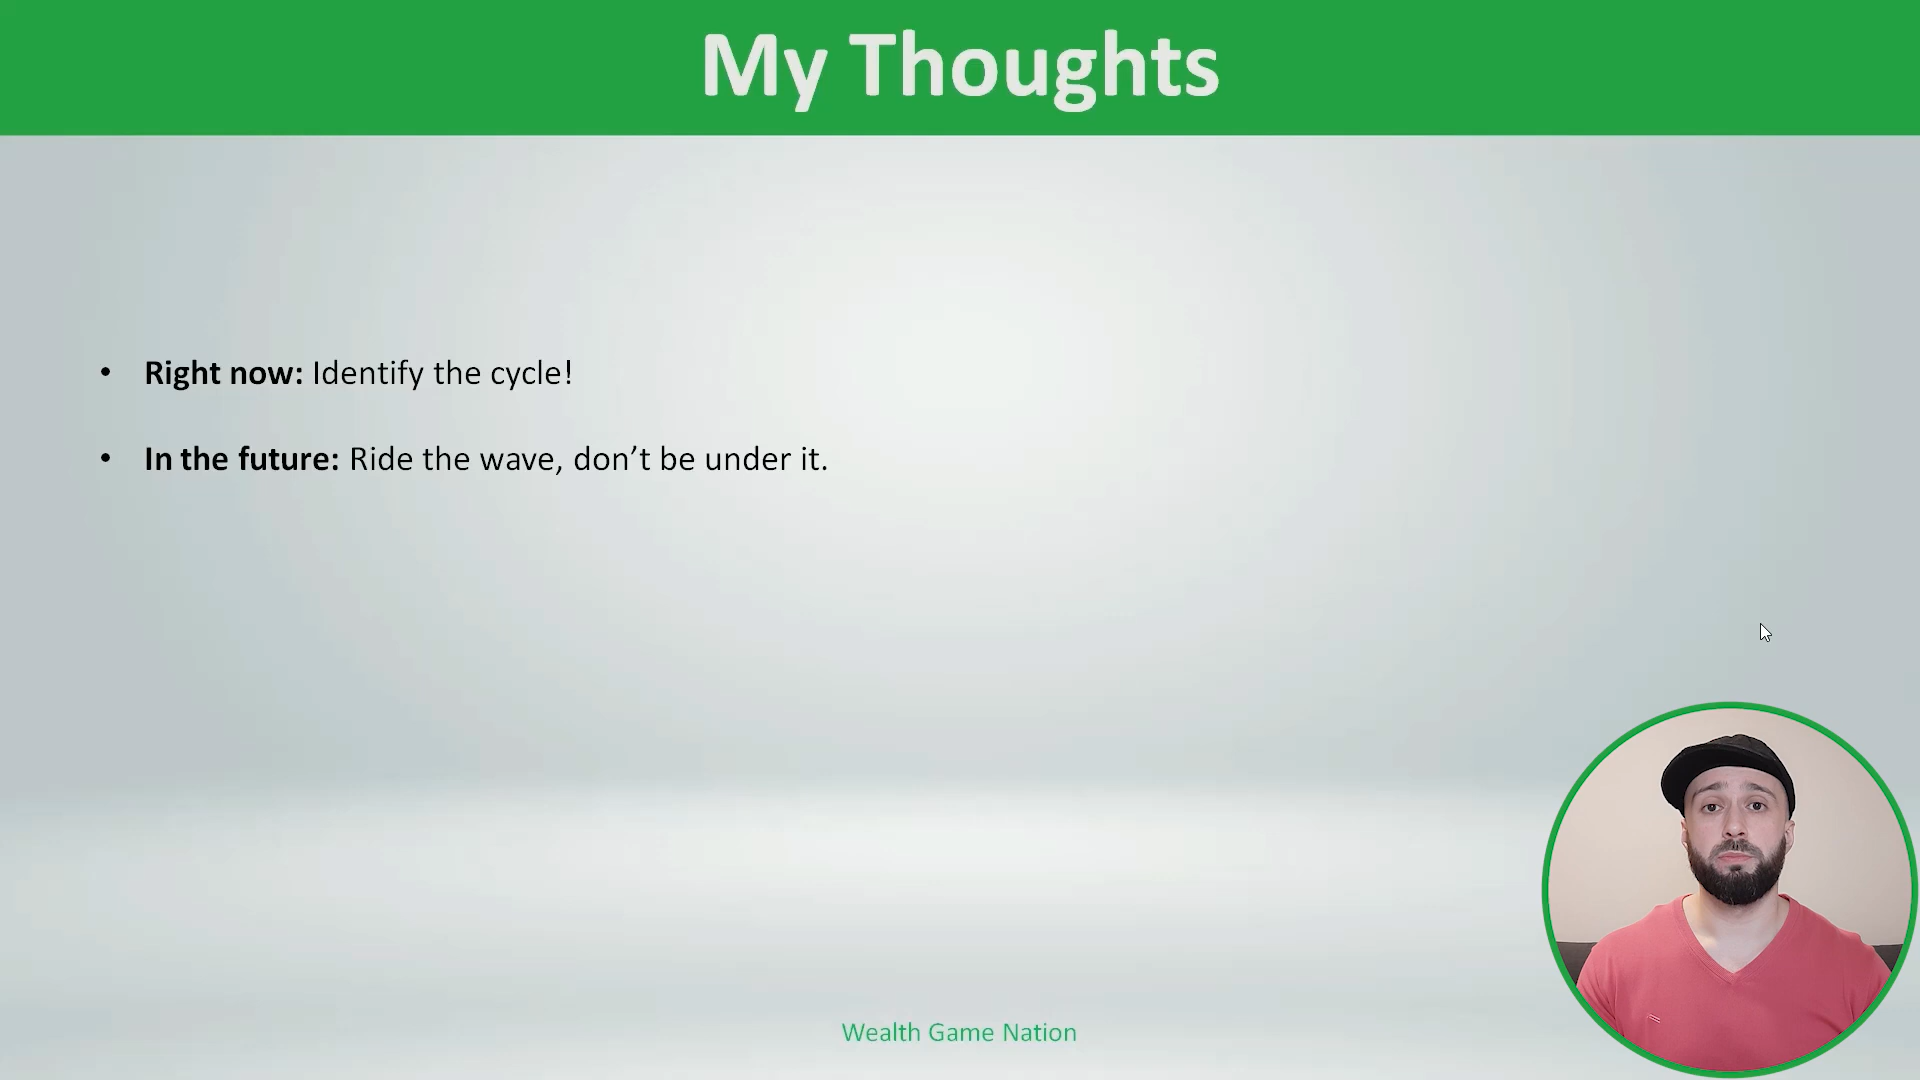 My Thoughts
• Right now: Identify the cycle!
• In the future: Ride the wave, don’t be under it.
Wealth Game Nation